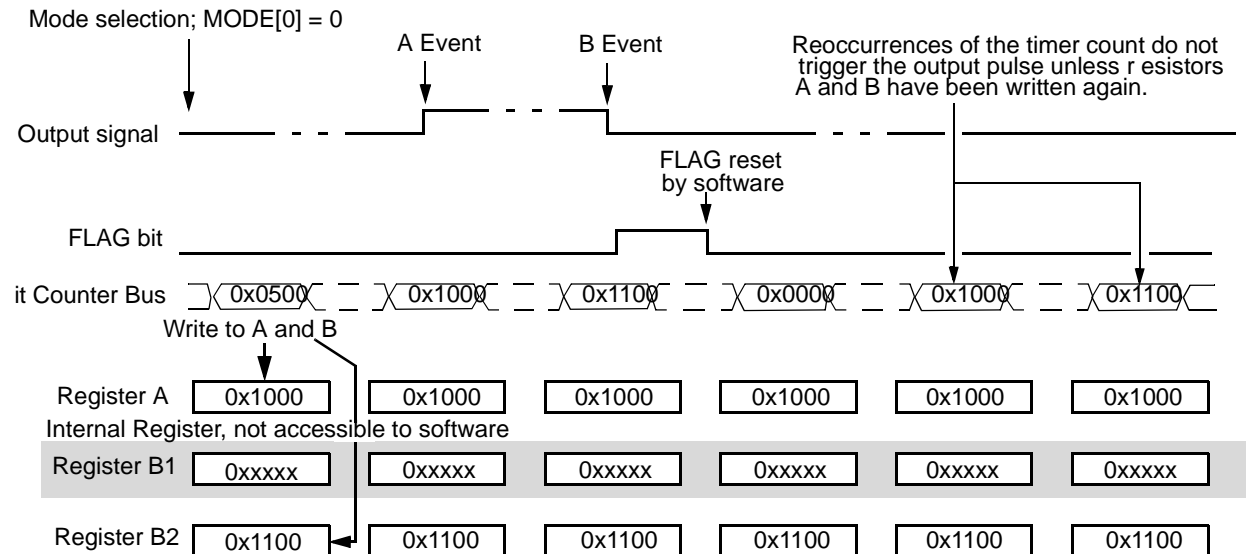 Mode selection; MODE[0] = 0
A Event
B Event
Reoccurrences of the timer count do not
trigger the output pulse unless r esistors
A and B have been written again.
Output signal
FLAG reset
by software
FLAG bit
it Counter Bus 0x0500 0x1000 0x1100 0x0000 0x1000 0x1100
Write to A and B
Register A 0x1000 0x1000 0x1000 0x1000 0x1000 0x1000
Internal Register, not accessible to software
Register B1 0xxxxx 0xxxxx 0xxxxx 0xxxxx 0xxxxx 0xxxxx
Register B2 0x1100 0x1100 0x1100 0x1100 0x1100 0x1100